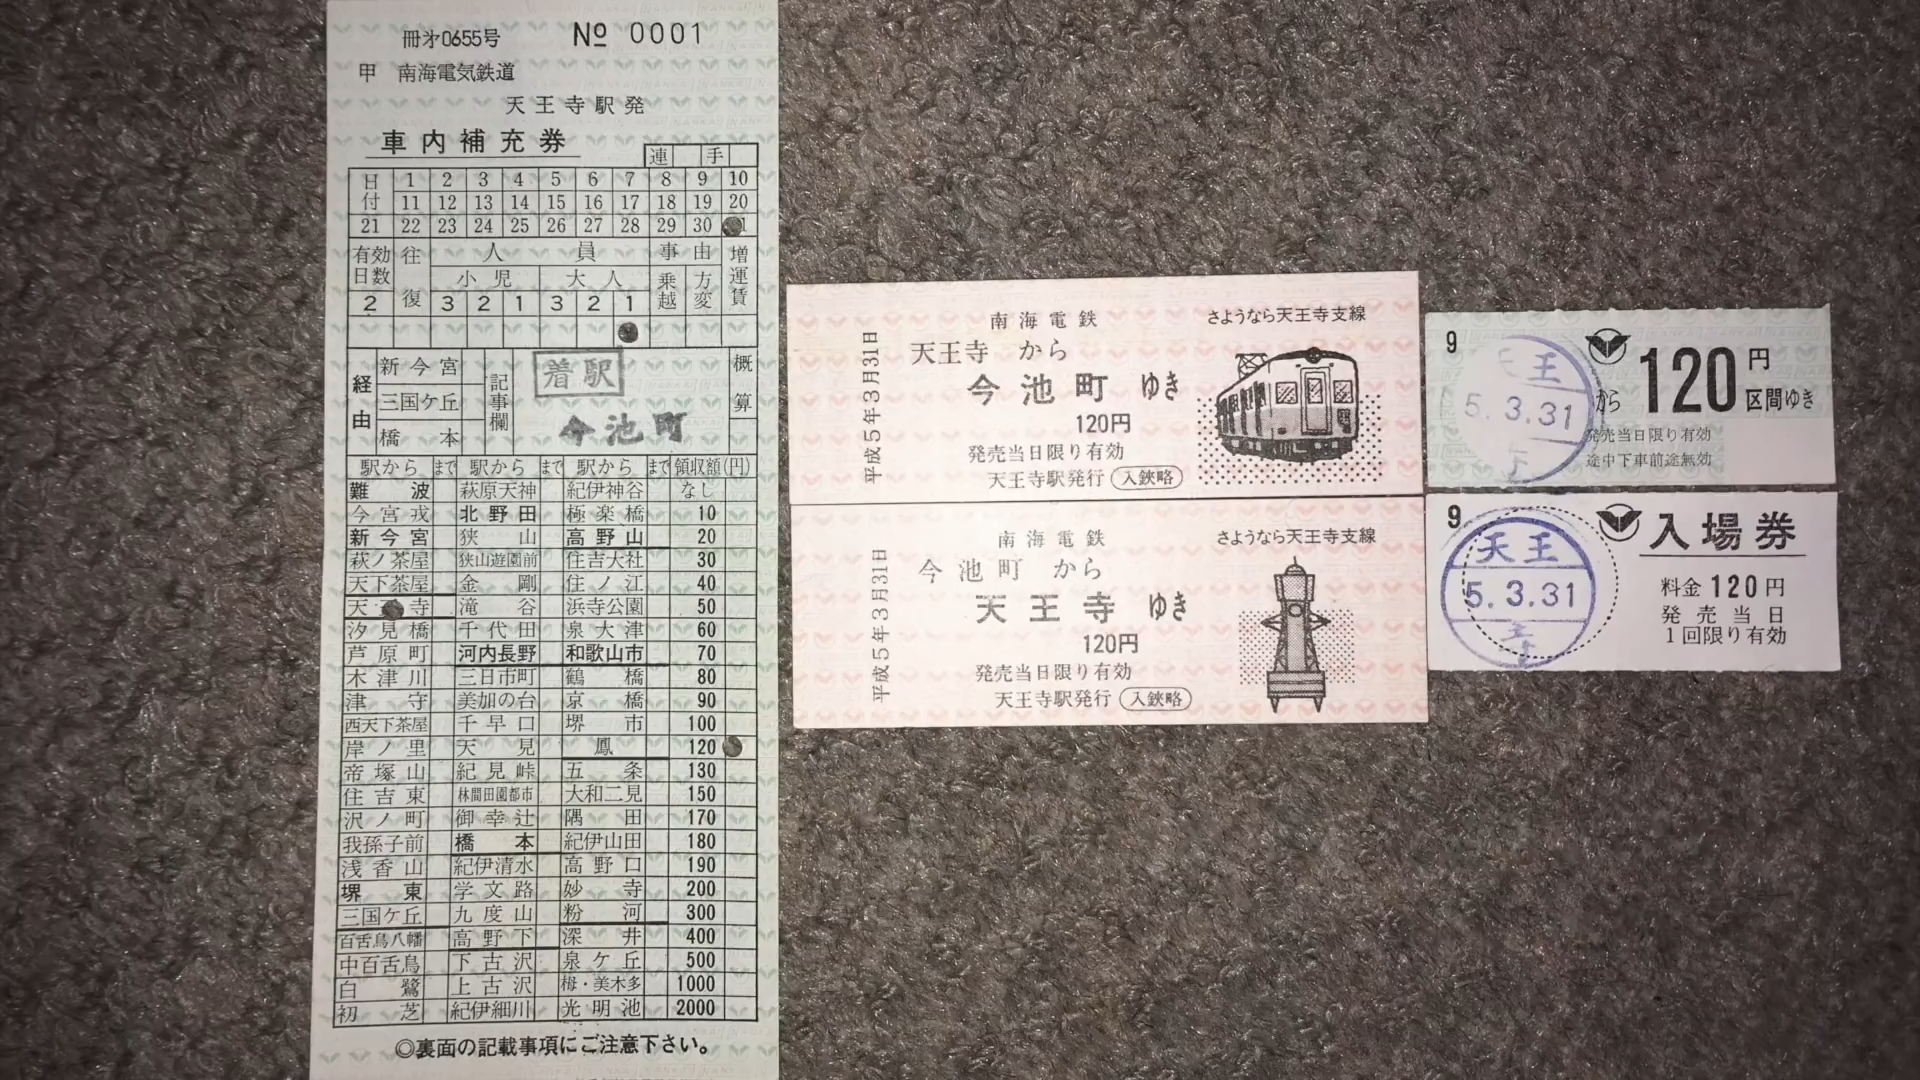 冊才0655号 No 0001
甲 南海電気鉄道
天王寺駅発
車内補充券
連 手
日付 1 2 3 4 5 6 7 8 9 10
11 12 13 14 15 16 17 18 19 20
21 22 23 24 25 26 27 28 29 30 1
有効日数 往復 人員 事由 増運賃
小児 大人 乗越 方変
2 3 2 1 3 2 1
経由 新今宮 記事欄 着駅 概算
三国ケ丘 今池町
橋本
駅から まで 駅から まで 駅から まで 領収額(円)
難波 萩原天神 紀伊神谷 なし
今宮戎 北野田 極楽橋 10
新今宮 狭山 高野山 20
萩ノ茶屋 狭山遊園前 住吉大社 30
天下茶屋 金剛 住ノ江 40
天 寺 滝谷 浜寺公園 50
汐見橋 千代田 泉大津 60
芦原町 河内長野 和歌山市 70
木津川 三日市町 鶴橋 80
津守 美加の台 京橋 90
西天下茶屋 千早口 堺市 100
岸ノ里 天見 鳳 120
帝塚山 紀見峠 五条 130
住吉東 林間田園都市 大和二見 150
沢ノ町 御幸辻 隅田 170
我孫子前 橋本 紀伊山田 180
浅香山 紀伊清水 高野口 190
堺東 学文路 妙寺 200
三国ケ丘 九度山 粉河 300
百舌鳥八幡 高野下 深井 400
中百舌鳥 下古沢 泉ケ丘 500
白鷺 上古沢 栂・美木多 1000
初芝 紀伊細川 光明池 2000
◎裏面の記載事項にご注意下さい。
平成5年3月31日
南海電鉄 さようなら天王寺支線
天王寺 から
今池町 ゆき
120円
発売当日限り有効
天王寺駅発行 入鋏略
平成5年3月31日
南海電鉄 さようなら天王寺支線
今池町 から
天王寺 ゆき
120円
発売当日限り有効
天王寺駅発行 入鋏略
9
天王
5.3.31
から 120円区間ゆき
発売当日限り有効
途中下車前途無効
9
入場券
天王
5.3.31
料金120円
発売当日
1回限り有効